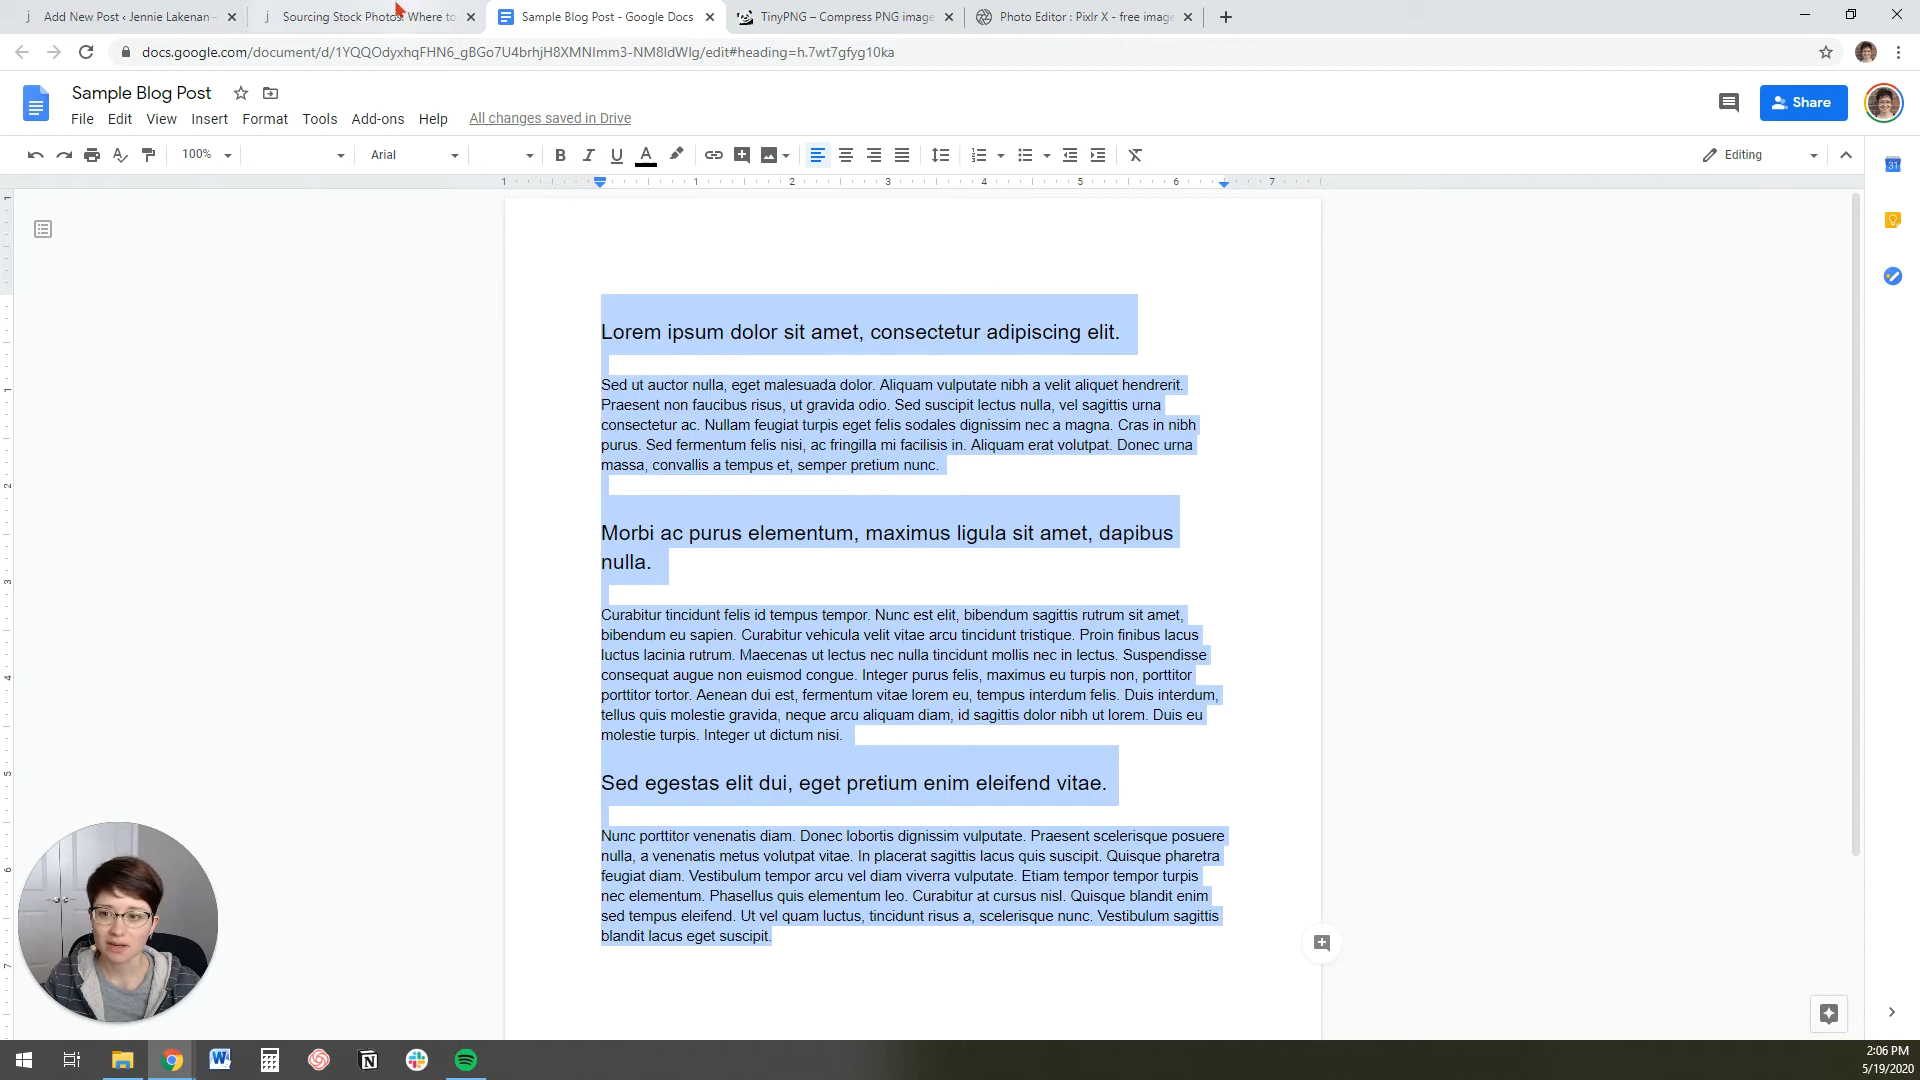 Add New Post ‹ Jennie Lakenan -
Sourcing Stock Photos: Where to
Sample Blog Post - Google Docs
TinyPNG – Compress PNG image
Photo Editor : Pixlr X - free image
docs.google.com/document/d/1YQQOdyxhqFHN6_gBGo7U4brhjH8XMNImm3-NM8ldWIg/edit#heading=h.7wt7gfyg10ka
Sample Blog Post
File Edit View Insert Format Tools Add-ons Help All changes saved in Drive
Share
100% Arial B I U A Editing
1 1 2 3 4 5 6 7
31
Lorem ipsum dolor sit amet, consectetur adipiscing elit.
Sed ut auctor nulla, eget malesuada dolor. Aliquam vulputate nibh a velit aliquet hendrerit.
Praesent non faucibus risus, ut gravida odio. Sed suscipit lectus nulla, vel sagittis urna
consectetur ac. Nullam feugiat turpis eget felis sodales dignissim nec a magna. Cras in nibh
purus. Sed fermentum felis nisi, ac fringilla mi facilisis in. Aliquam erat volutpat. Donec urna
massa, convallis a tempus et, semper pretium nunc.
Morbi ac purus elementum, maximus ligula sit amet, dapibus
nulla.
Curabitur tincidunt felis id tempus tempor. Nunc est elit, bibendum sagittis rutrum sit amet,
bibendum eu sapien. Curabitur vehicula velit vitae arcu tincidunt tristique. Proin finibus lacus
luctus lacinia rutrum. Maecenas ut lectus nec nulla tincidunt mollis nec in lectus. Suspendisse
consequat augue non euismod congue. Integer purus felis, maximus eu turpis non, porttitor
porttitor tortor. Aenean dui est, fermentum vitae lorem eu, tempus interdum felis. Duis interdum,
tellus quis molestie gravida, neque arcu aliquam diam, id sagittis dolor nibh ut lorem. Duis eu
molestie turpis. Integer ut dictum nisi.
Sed egestas elit dui, eget pretium enim eleifend vitae.
Nunc porttitor venenatis diam. Donec lobortis dignissim vulputate. Praesent scelerisque posuere
nulla, a venenatis metus volutpat vitae. In placerat sagittis lacus quis suscipit. Quisque pharetra
feugiat diam. Vestibulum tempor arcu vel diam viverra vulputate. Etiam tempor tempor turpis
nec elementum. Phasellus quis elementum leo. Curabitur at cursus nisl. Quisque blandit enim
sed tempus eleifend. Ut vel quam luctus, tincidunt risus a, scelerisque nunc. Vestibulum sagittis
blandit lacus eget suscipit.
2:06 PM
5/19/2020